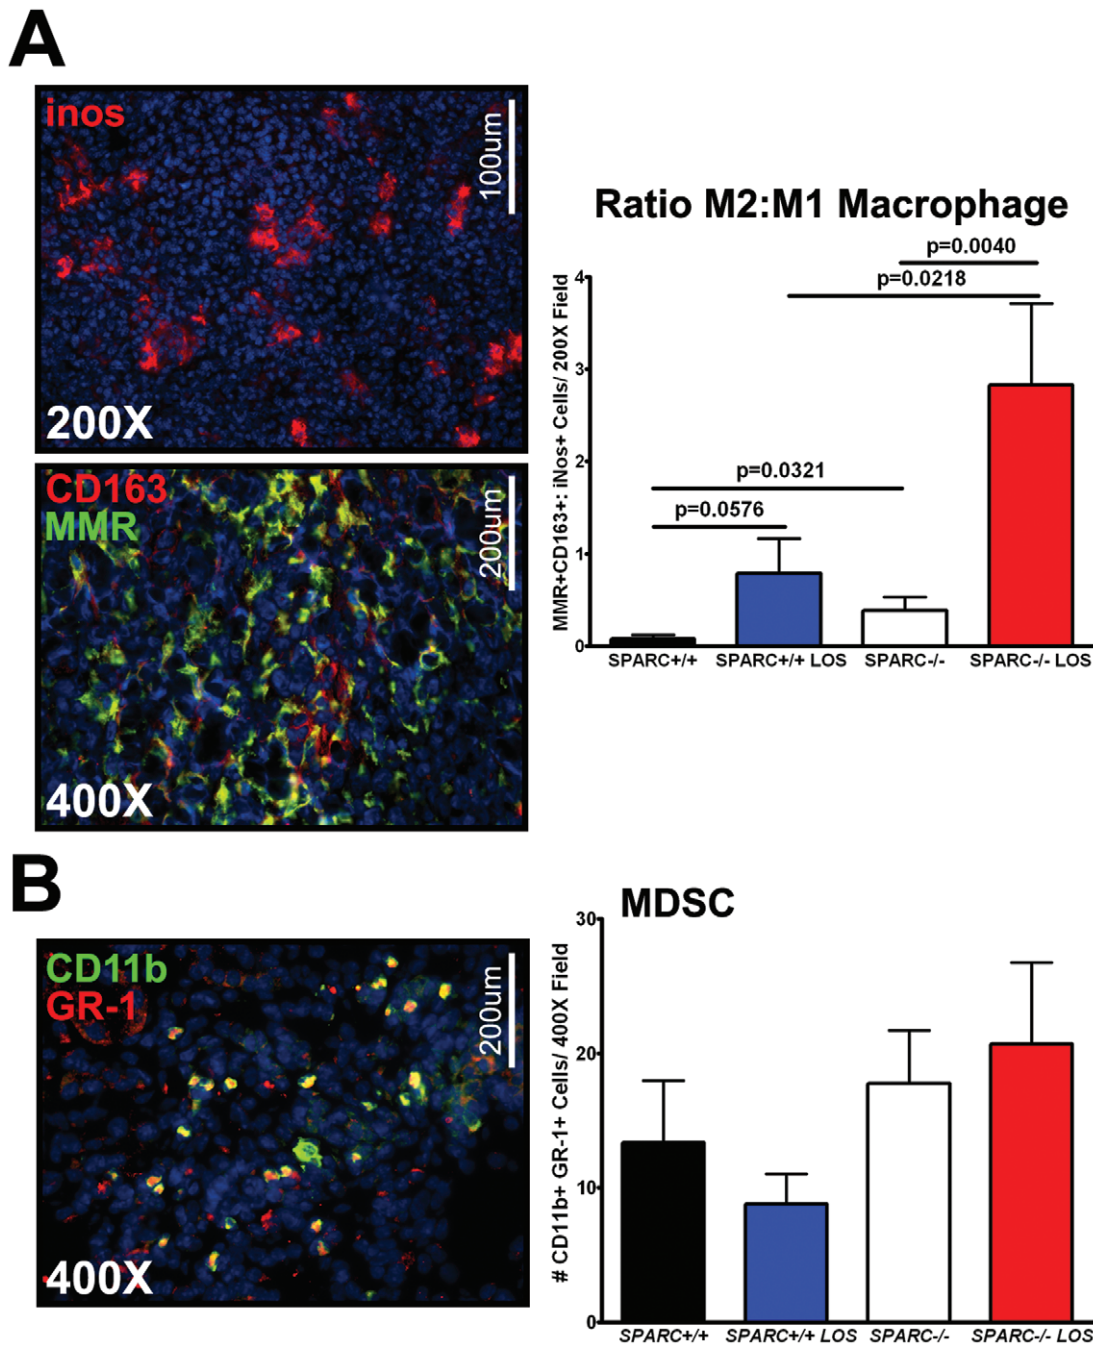 A
inos
100um
200X
CD163
MMR
200um
400X
Ratio M2:M1 Macrophage
p=0.0040
p=0.0218
p=0.0321
p=0.0576
MMR+CD163+: iNos+ Cells/ 200X Field
4
3
2
1
0
SPARC+/+ SPARC+/+ LOS SPARC-/- SPARC-/- LOS
B
CD11b
GR-1
200um
400X
MDSC
# CD11b+ GR-1+ Cells/ 400X Field
30
20
10
0
SPARC+/+ SPARC+/+ LOS SPARC-/- SPARC-/- LOS